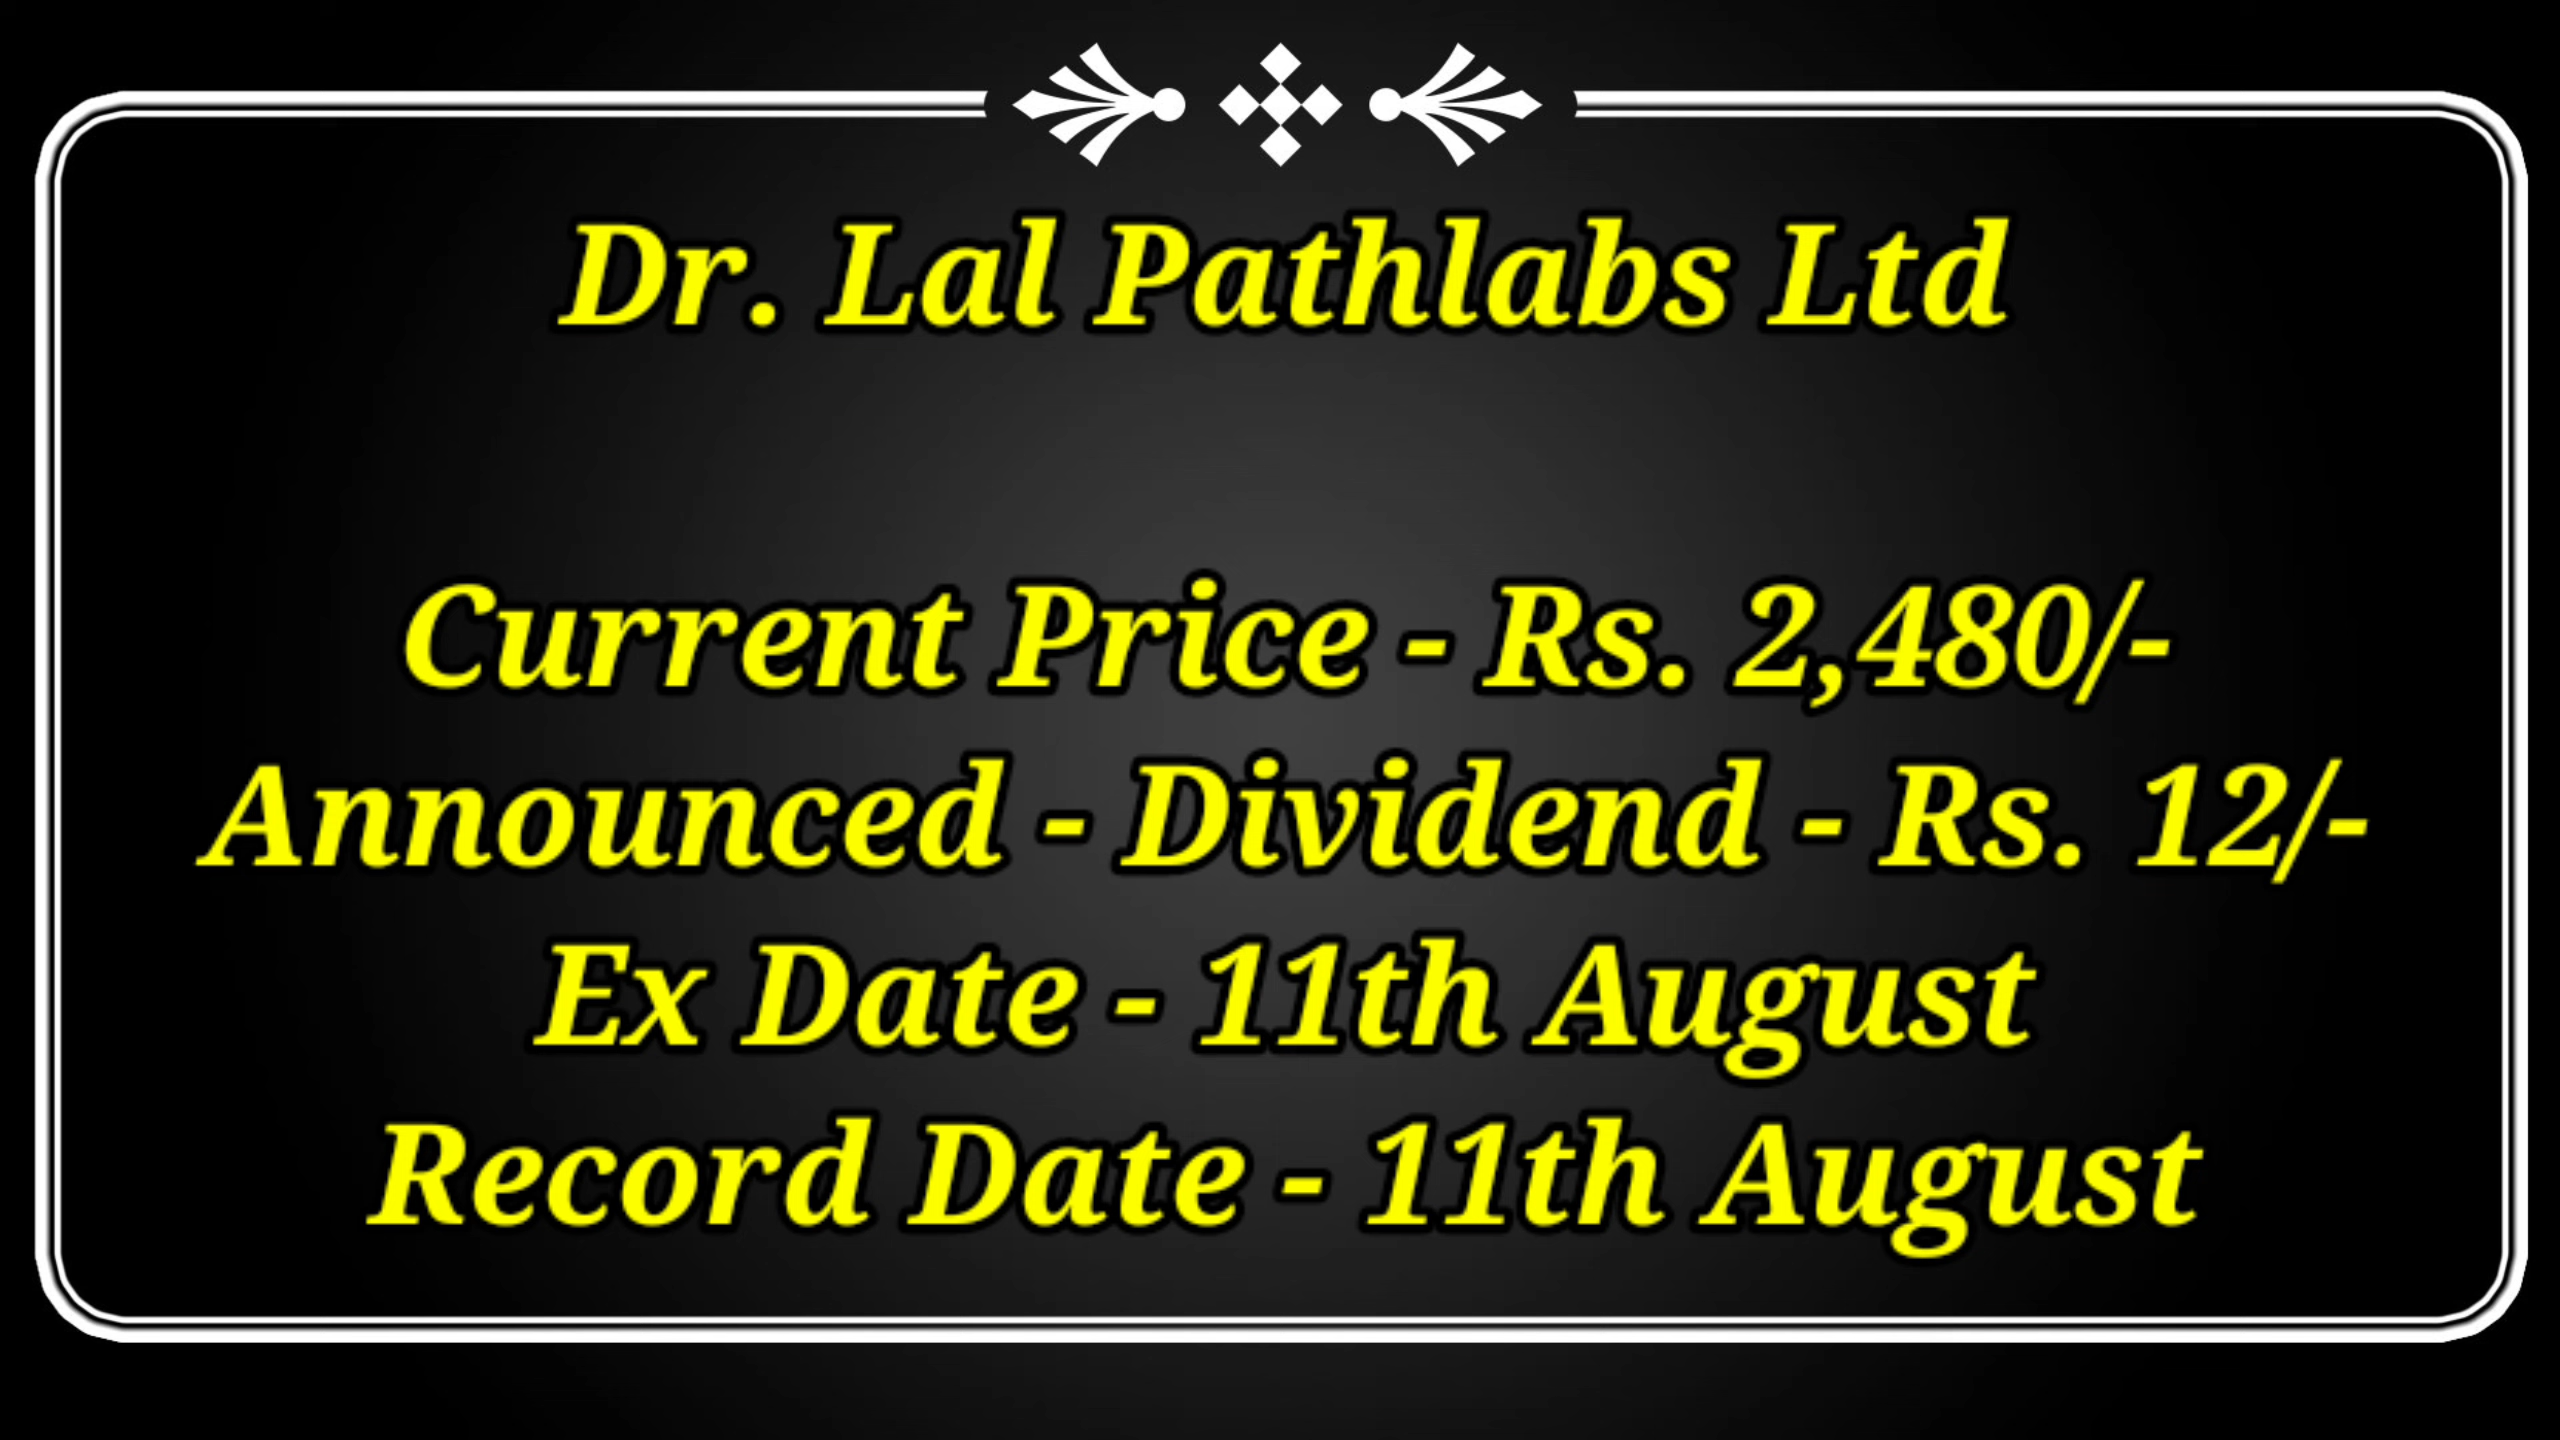 Dr. Lal Pathlabs Ltd
Current Price - Rs. 2,480/-
Announced - Dividend - Rs. 12/-
Ex Date - 11th August
Record Date - 11th August